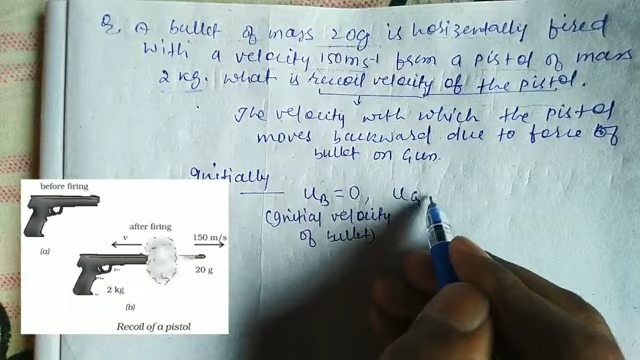 Q. A bullet of mass 20g is horizontally fired
with a velocity 150ms⁻¹ from a pistol of mass
2 kg. what is recoil velocity of the pistol.
The velocity with which the pistol
moves backward due to force of
bullet on Gun.
Initially
u_B = 0, u_G
(Initial velocity
of bullet)
before firing
(a)
after firing
v
150 m/s
20 g
2 kg
(b)
Recoil of a pistol